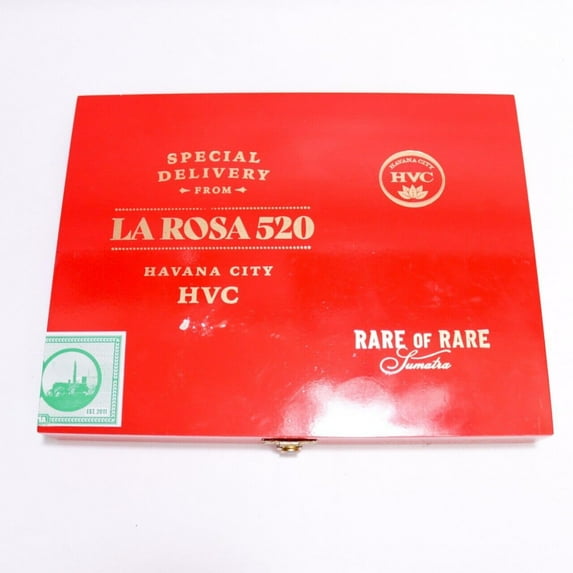 SPECIAL
DELIVERY
FROM
LA ROSA 520
HAVANA CITY
HVC
HAVANA CITY
HVC
RARE OF RARE
Sumatra
EST. 2011